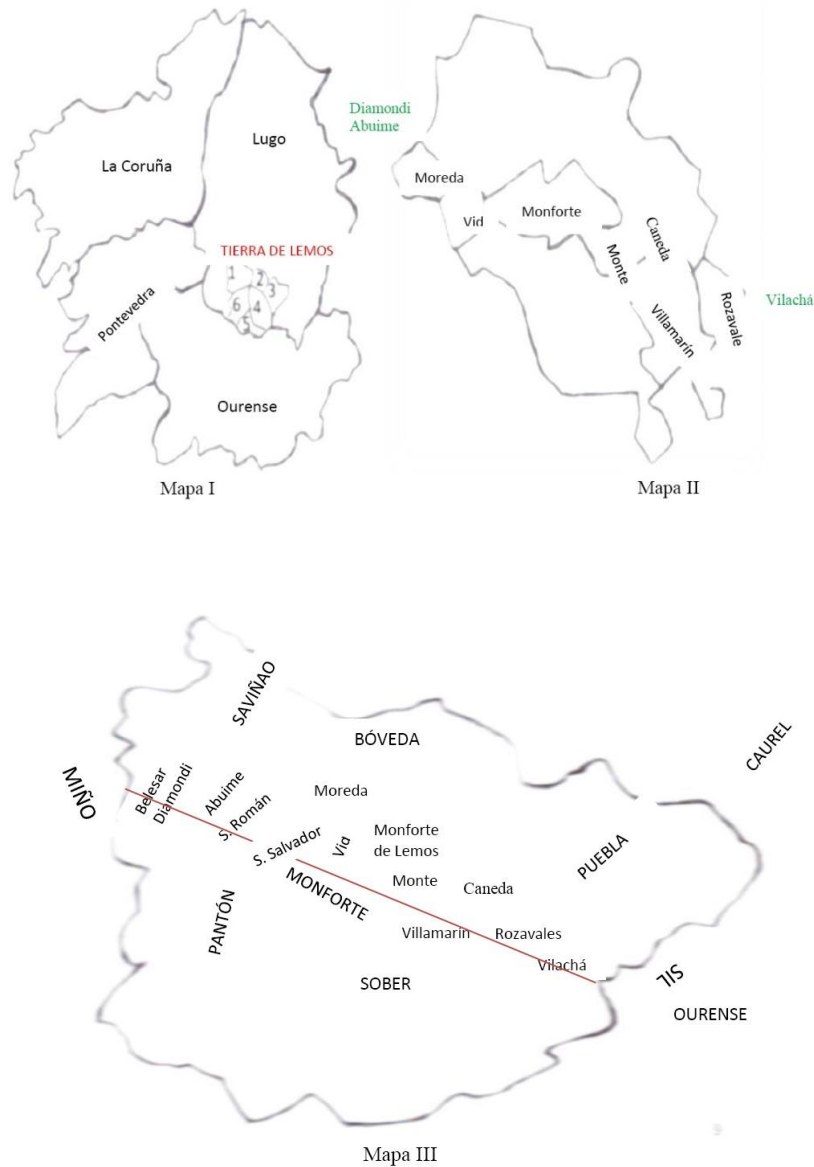 La Coruña
Lugo
TIERRA DE LEMOS
1
2
3
6
4
5
Pontevedra
Ourense
Mapa I
Diamondi
Abuime
Moreda
Vid
Monforte
Caneda
Monte
Villamarín
Rozavale
Vilachá
Mapa II
SAVIÑAO
BÓVEDA
CAUREL
MIÑO
Belesar
Diamondi
Abuime
S. Román
Moreda
S. Salvador
Vid
Monforte
de Lemos
PUEBLA
MONFORTE
Monte
Caneda
PANTÓN
Villamarín
Rozavales
Vilachá
SOBER
SIL
OURENSE
Mapa III